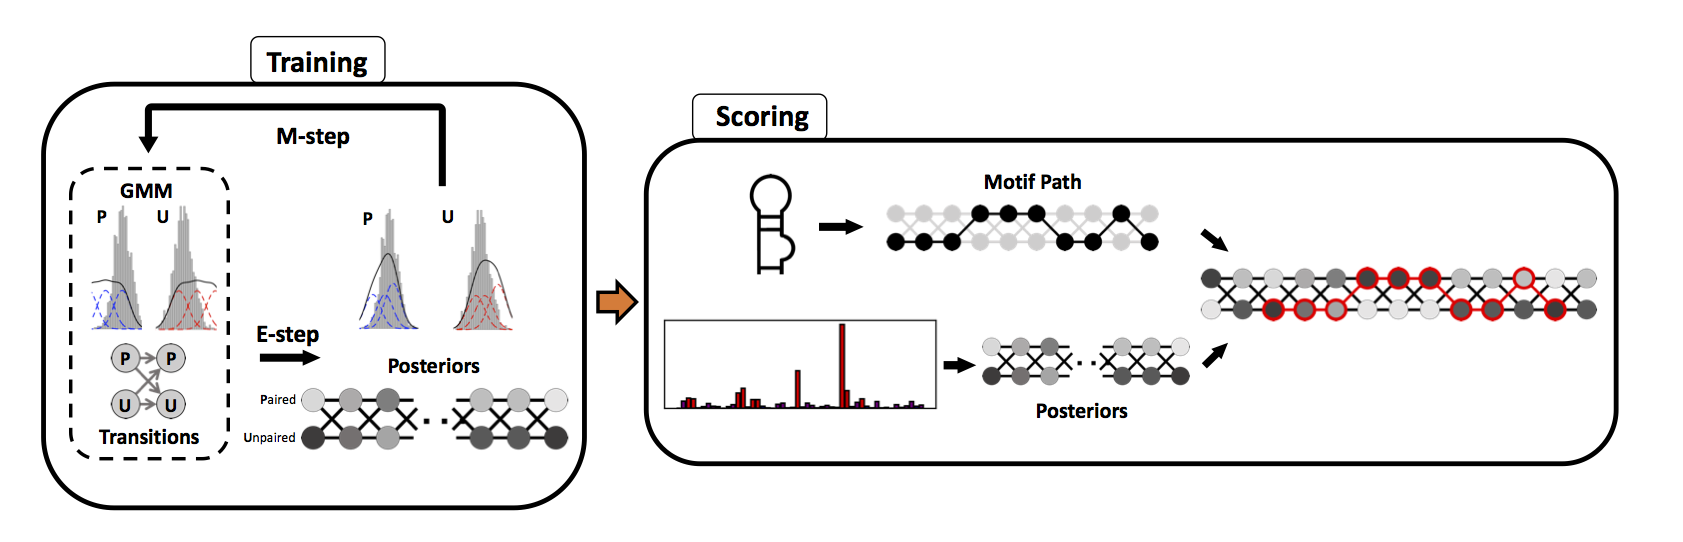 Training
M-step
GMM
P U
P P
U U
Transitions
E-step
P U
Posteriors
Paired
Unpaired
Scoring
Motif Path
Posteriors